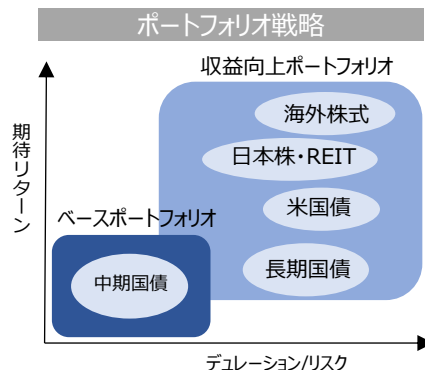 ポートフォリオ戦略
収益向上ポートフォリオ
海外株式
日本株・REIT
期待リターン
米国債
ベースポートフォリオ
長期国債
中期国債
デュレーション/リスク